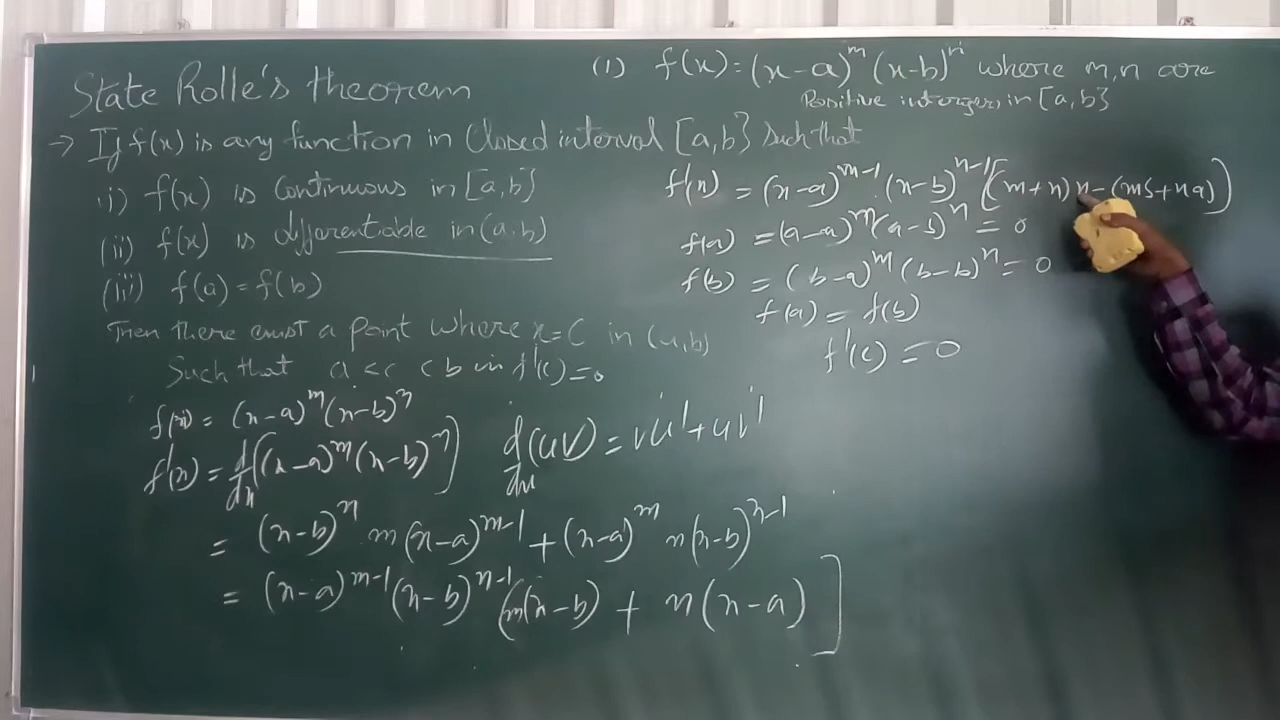 State Rolle's theorem
→ If f(x) is any function in Closed interval [a,b} such that
(i) f(x) is Continuous in [a,b}
(ii) f(x) is differentiable in (a,b)
(iii) f(a) = f(b)
Then there exist a point where x=C in (a,b)
Such that a < c < b in f'(c) = 0
f(x) = (x-a)^m (x-b)^n
f'(x) = d/dx [(x-a)^m (x-b)^n] d/dx (uv) = vu' + uv'
= (x-b)^n m(x-a)^{m-1} + (x-a)^m n(x-b)^{n-1}
= (x-a)^{m-1} (x-b)^{n-1} (m(x-b) + n(x-a)]
(1) f(x) = (x-a)^m (x-b)^n where m,n are
Positive intergers in [a,b}
f'(x) = (x-a)^{m-1} . (x-b)^{n-1} ((m+n)x - (mb+na))
f(a) = (a-a)^m (a-b)^n = 0
f(b) = (b-a)^m (b-b)^n = 0
f(a) = f(b)
f'(c) = 0